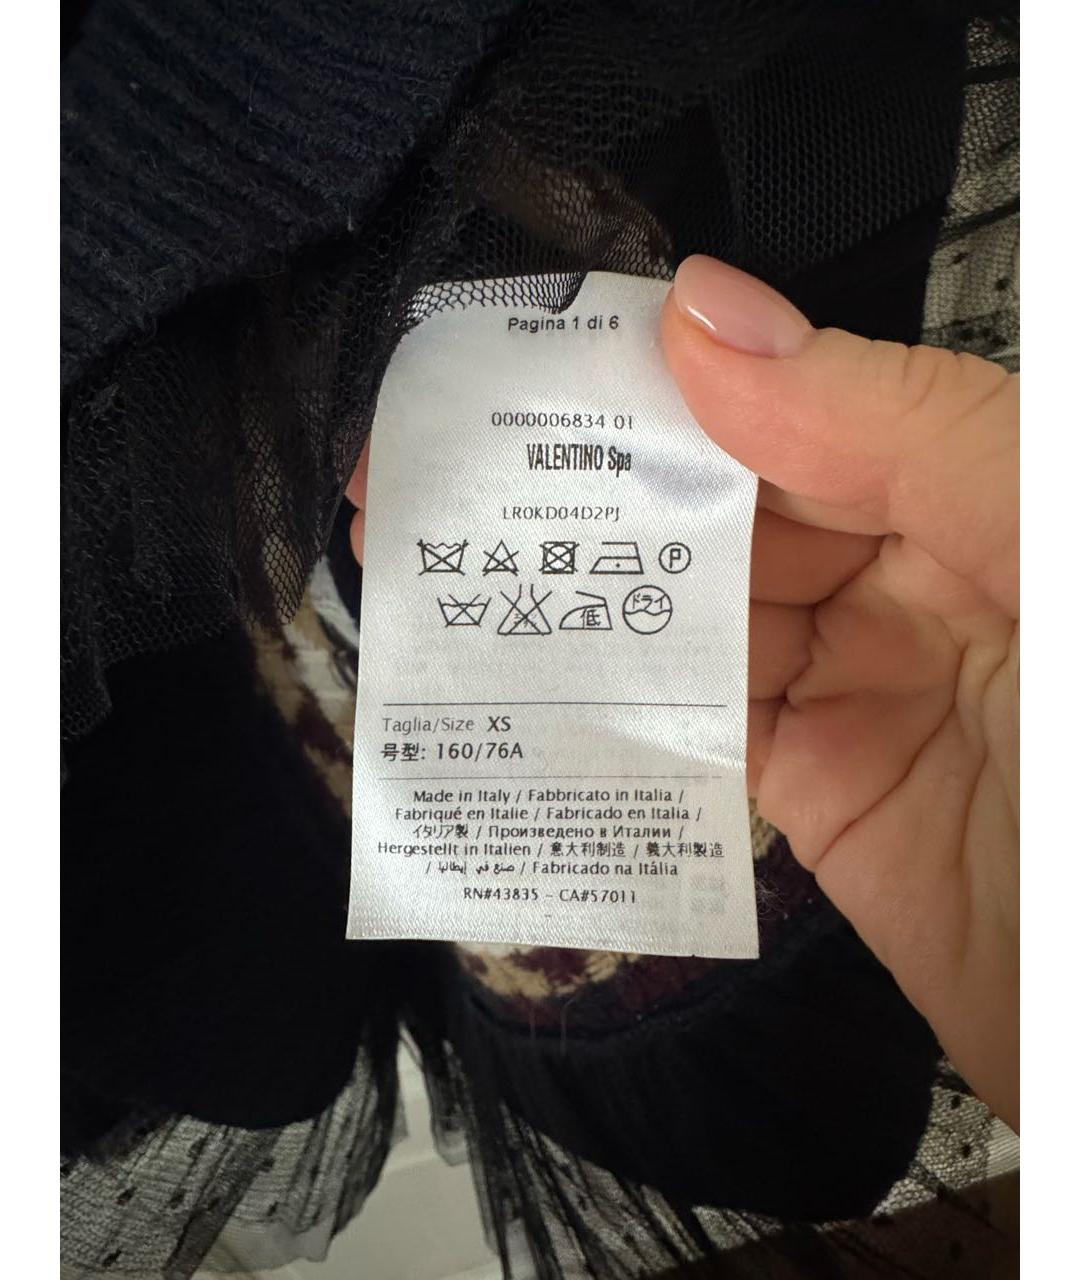 Pagina 1 di 6
0000006834 01
VALENTINO Spa
LR0KD04D2PJ
P
低 ドライ
Taglia/Size XS
号型: 160/76A
Made in Italy / Fabbricato in Italia /
Fabriqué en Italie / Fabricado en Italia /
イタリア製 / Произведено в Италии /
Hergestellt in Italien / 意大利制造 / 義大利製造
/ صنع في إيطاليا / Fabricado na Itália
RN#43835 - CA#57011
-